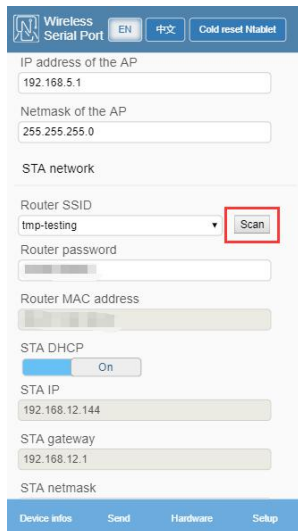 Wireless
Serial Port
EN
中文
Cold reset Ntablet
IP address of the AP
192.168.5.1
Netmask of the AP
255.255.255.0
STA network
Router SSID
tmp-testing
Scan
Router password
Router MAC address
STA DHCP
On
STA IP
192.168.12.144
STA gateway
192.168.12.1
STA netmask
Device infos
Send
Hardware
Setup